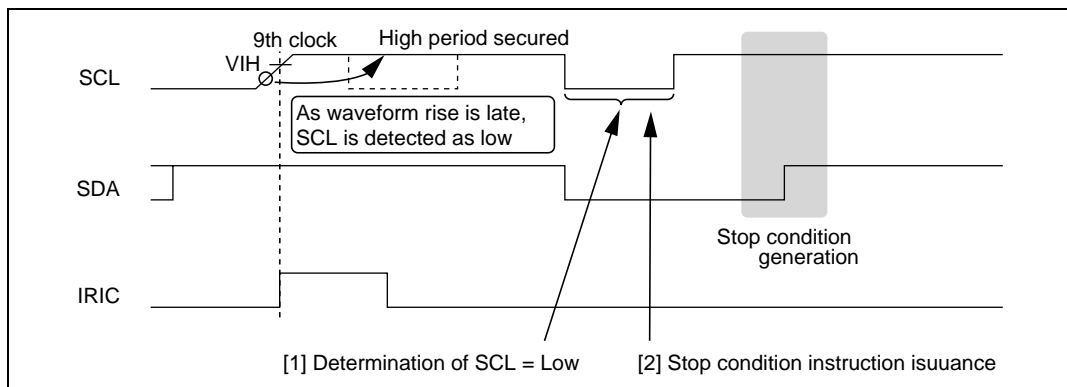 9th clock
High period secured
VIH
SCL
As waveform rise is late,
SCL is detected as low
SDA
Stop condition
generation
IRIC
[1] Determination of SCL = Low
[2] Stop condition instruction isuuance